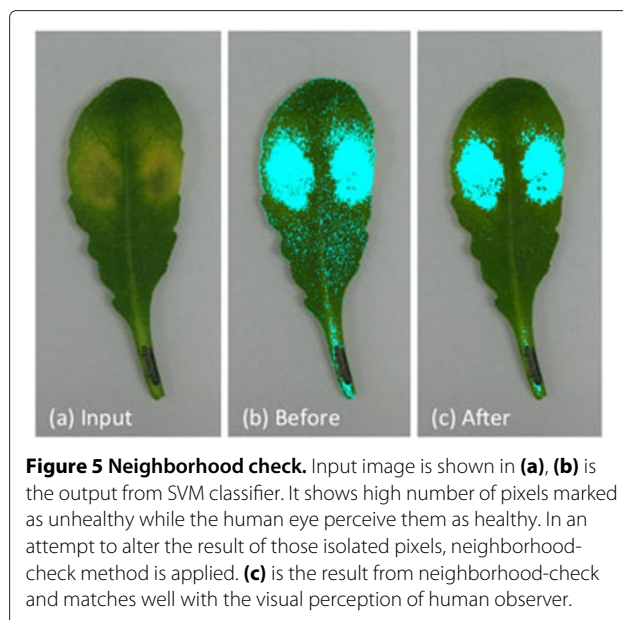 (a) Input
(b) Before
(c) After
Figure 5 Neighborhood check. Input image is shown in (a), (b) is
the output from SVM classifier. It shows high number of pixels marked
as unhealthy while the human eye perceive them as healthy. In an
attempt to alter the result of those isolated pixels, neighborhood-
check method is applied. (c) is the result from neighborhood-check
and matches well with the visual perception of human observer.